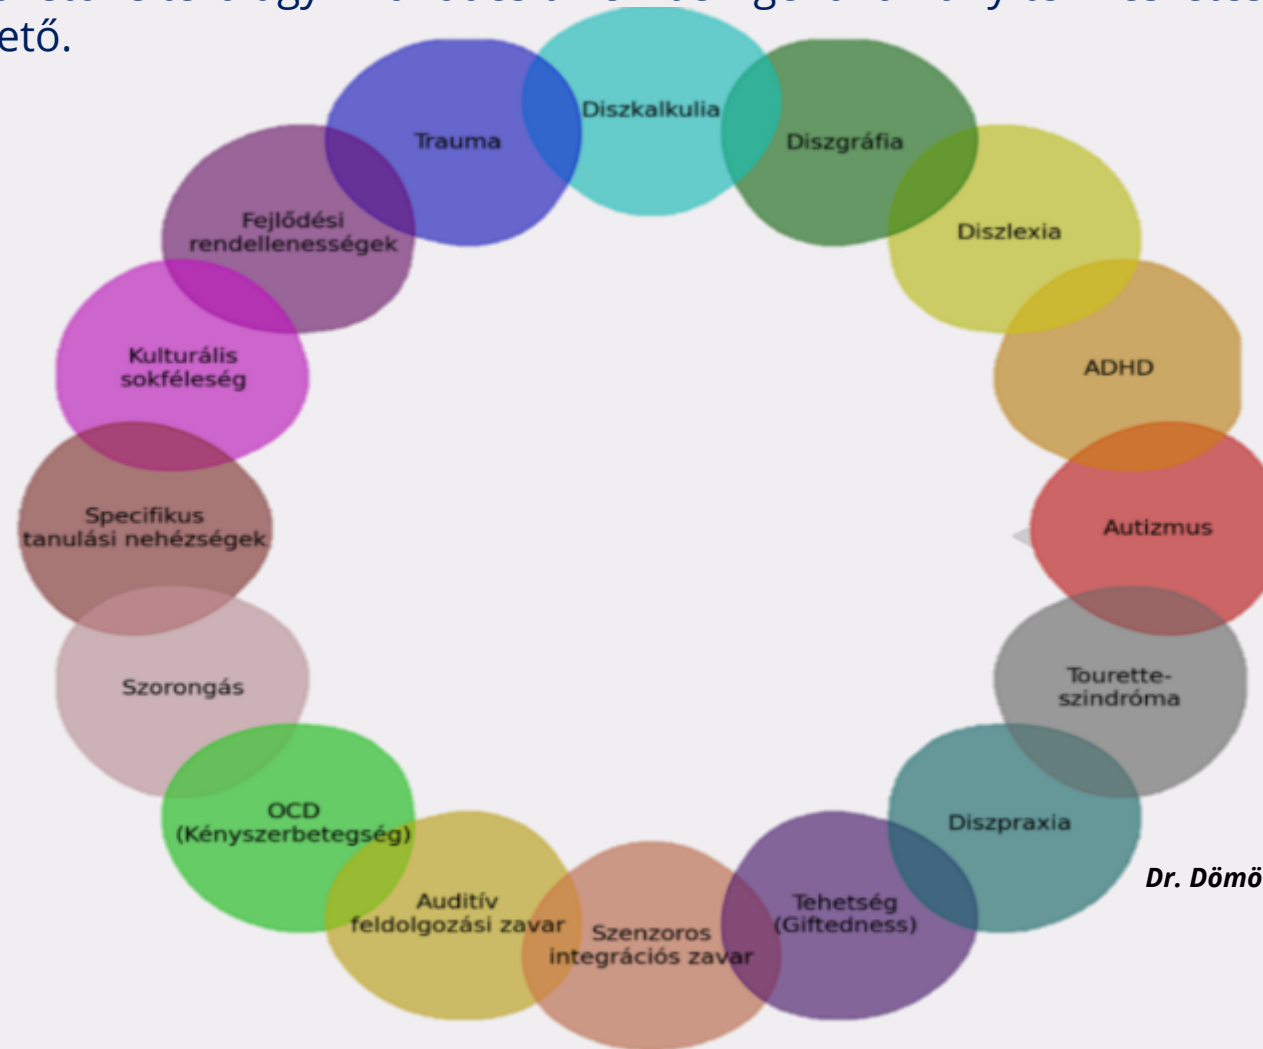 ető.
Diszkalkulia
Trauma
Diszgráfia
Fejlődési
rendellenességek
Diszlexia
Kulturális
sokféleség
ADHD
Specifikus
tanulási nehézségek
Autizmus
Szorongás
Tourette-
szindróma
OCD
(Kényszerbetegség)
Diszpraxia
Dr. Dömö
Auditív
feldolgozási zavar
Szenzoros
integrációs zavar
Tehetség
(Giftedness)